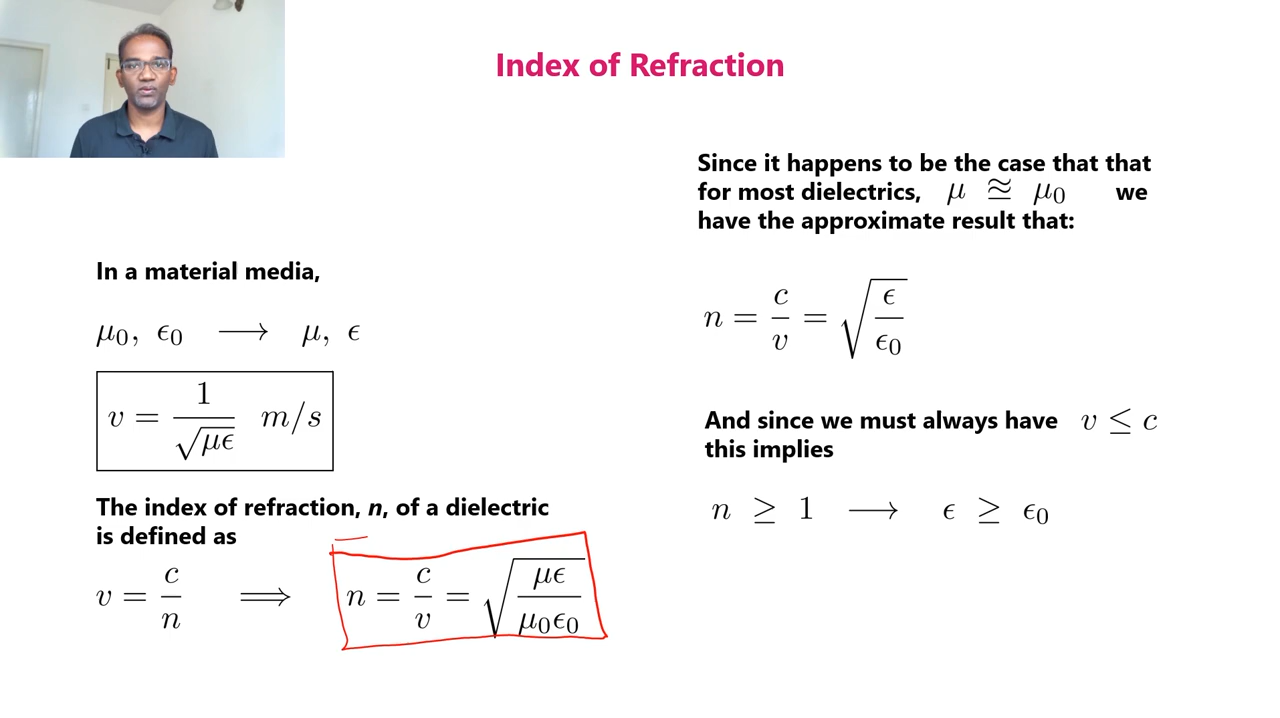 Index of Refraction
In a material media,
μ₀, ϵ₀ ⟶ μ, ϵ
v = 1/√(μϵ) m/s
The index of refraction, n, of a dielectric
is defined as
v = c/n ⟹ n = c/v = √(μϵ/μ₀ϵ₀)
Since it happens to be the case that that
for most dielectrics, μ ≊ μ₀ we
have the approximate result that:
n = c/v = √(ϵ/ϵ₀)
And since we must always have v ≤ c
this implies
n ≥ 1 ⟶ ϵ ≥ ϵ₀